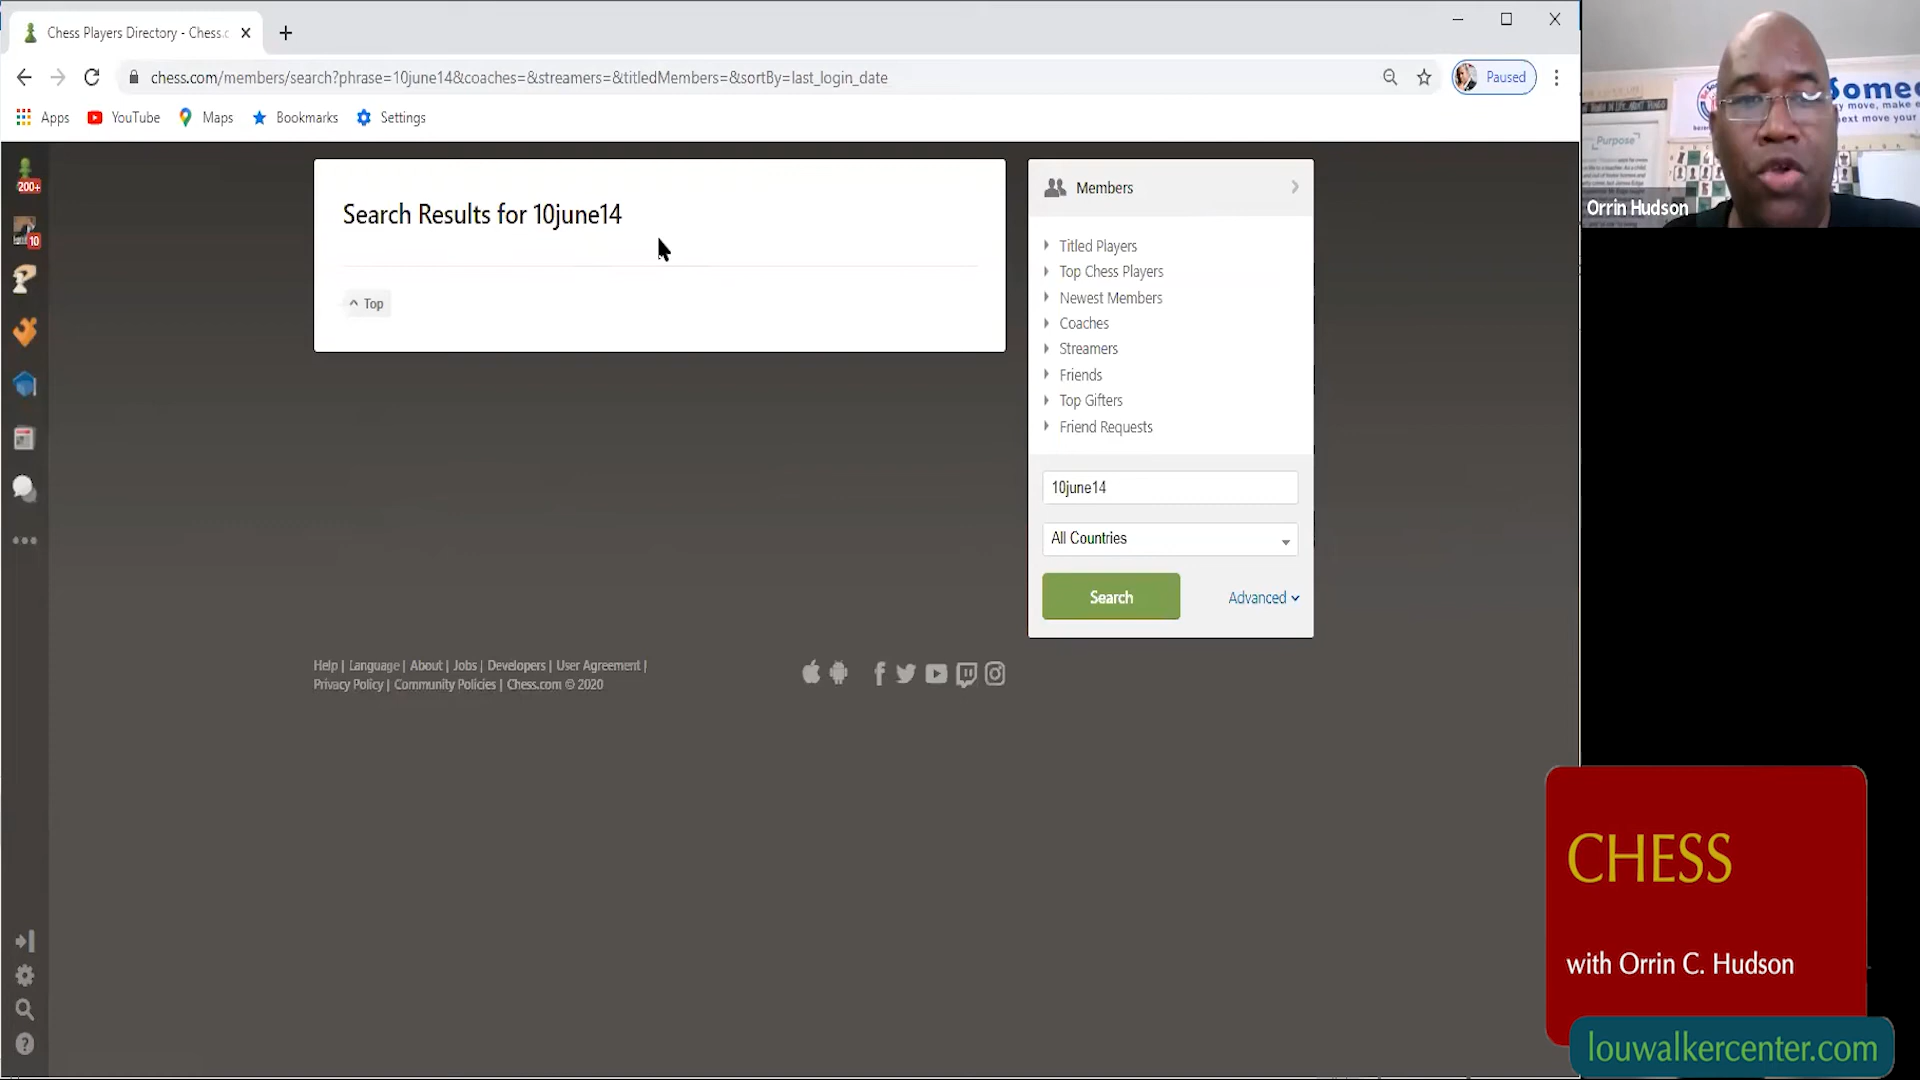 Chess Players Directory - Chess.c
chess.com/members/search?phrase=10june14&coaches=&streamers=&titledMembers=&sortBy=last_login_date
Paused
Apps
YouTube
Maps
Bookmarks
Settings
200+
10
Search Results for 10june14
Top
Members
Titled Players
Top Chess Players
Newest Members
Coaches
Streamers
Friends
Top Gifters
Friend Requests
10june14
All Countries
Search
Advanced
Help | Language | About | Jobs | Developers | User Agreement |
Privacy Policy | Community Policies | Chess.com © 2020
Purpose
Orrin Hudson
CHESS
with Orrin C. Hudson
louwalkercenter.com